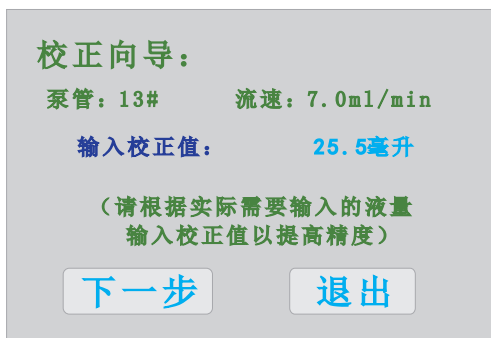 校正向导：
泵管：13# 流速：7.0ml/min
输入校正值： 25.5毫升
（请根据实际需要输入的液量
输入校正值以提高精度）
下一步 退出